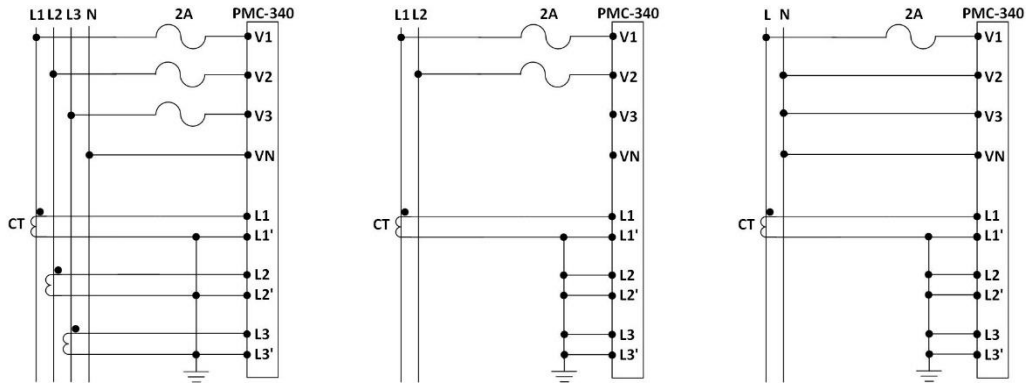 L1 L2 L3 N 2A PMC-340
V1
V2
V3
VN
L1
CT
L1'
L2
L2'
L3
L3'
L1 L2 2A PMC-340
V1
V2
V3
VN
L1
CT
L1'
L2
L2'
L3
L3'
L N 2A PMC-340
V1
V2
V3
VN
L1
CT
L1'
L2
L2'
L3
L3'